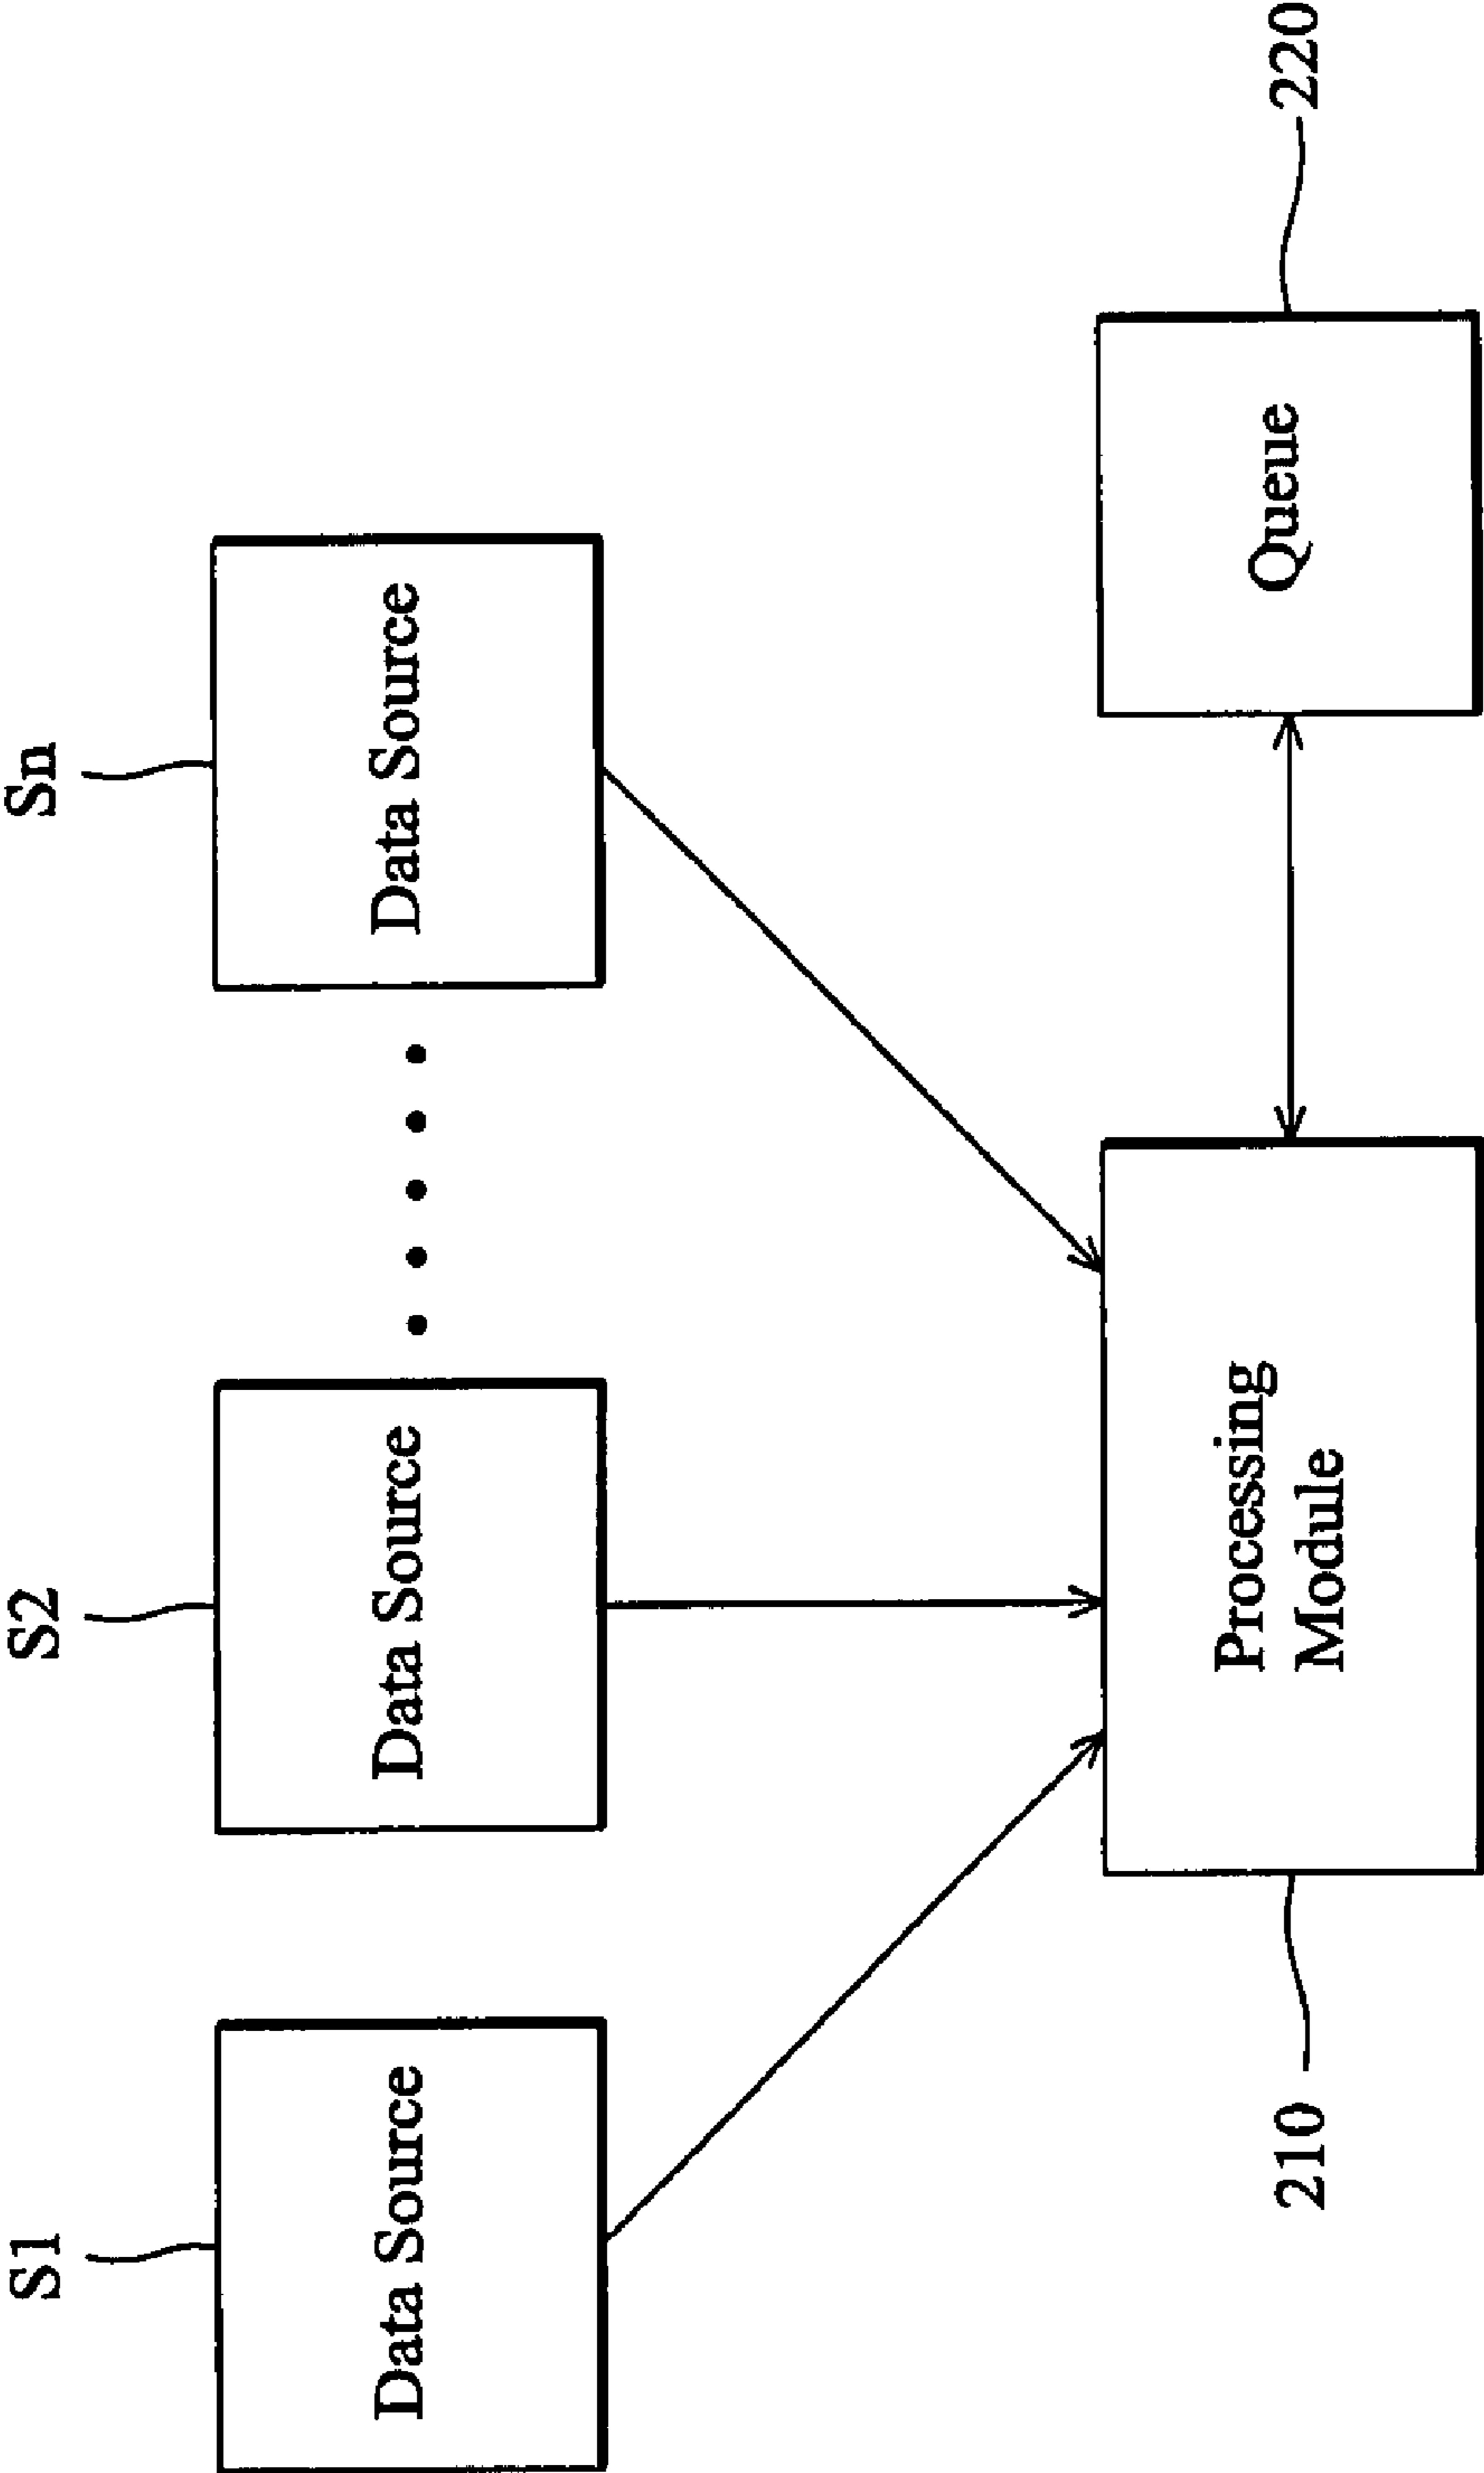 S1
S2
Sn
Data Source
Data Source
Data Source
Processing
Module
Queue
210
220